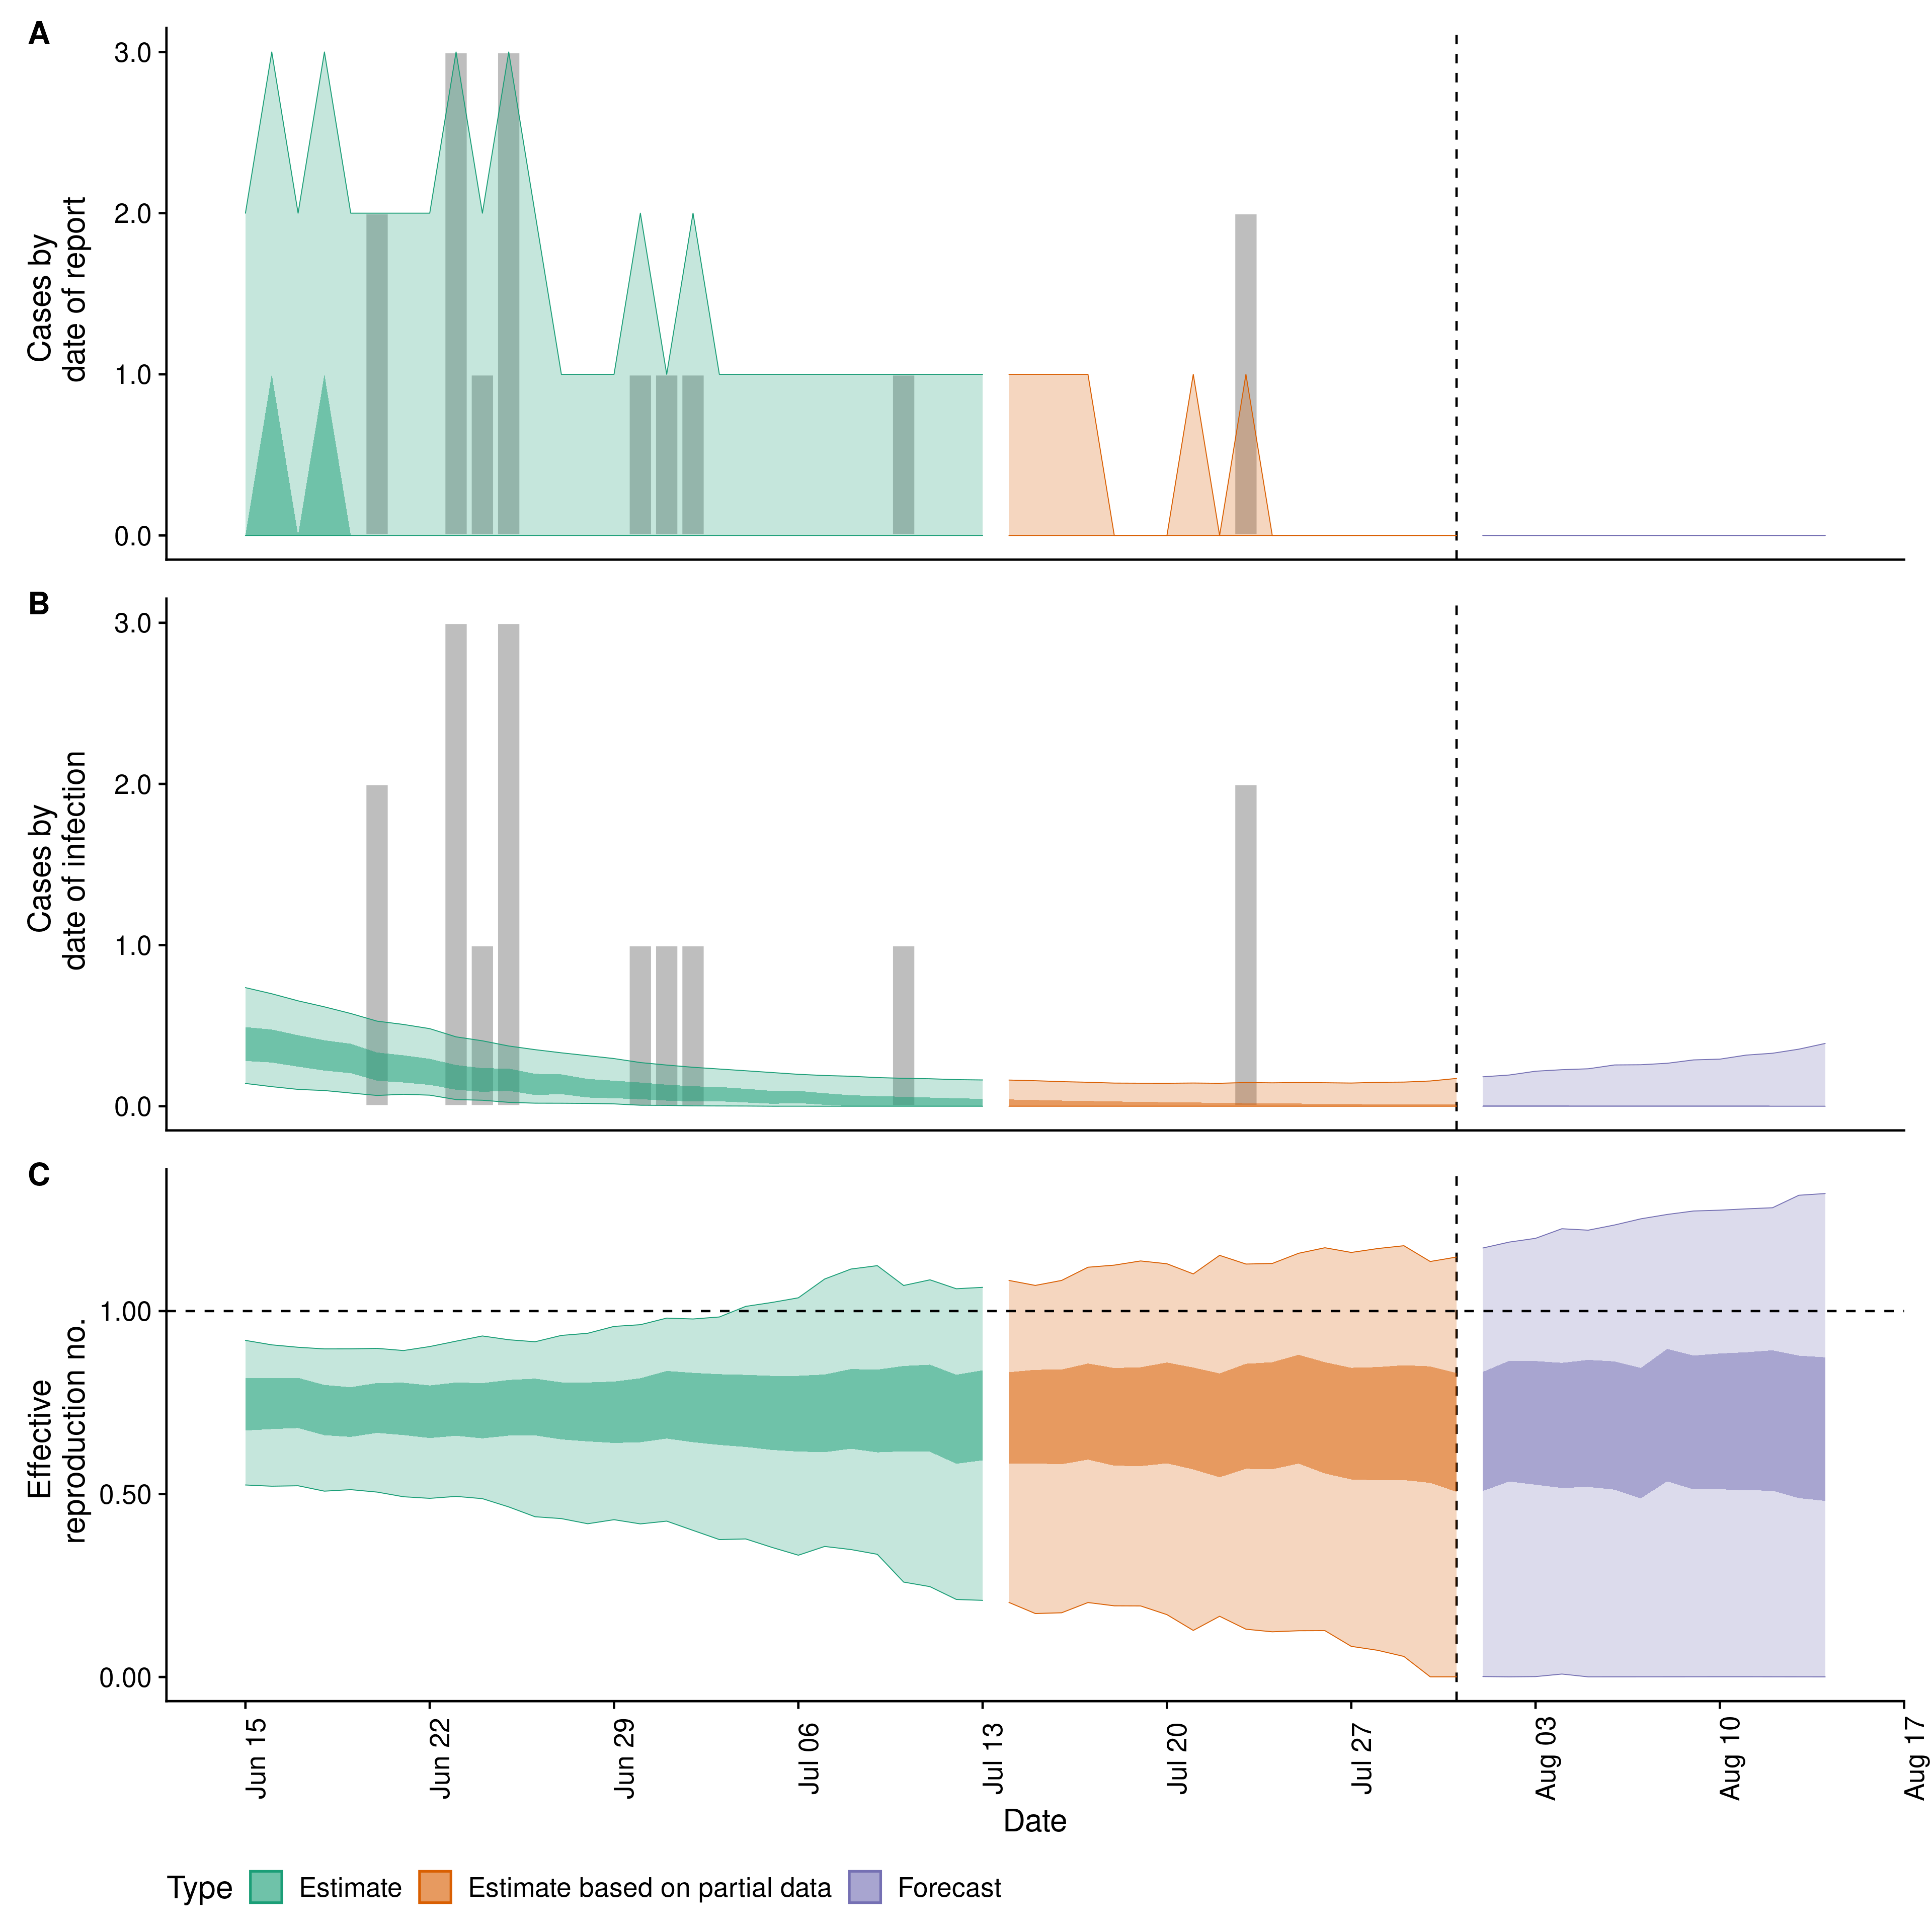 A
Cases by
date of report
3.0
2.0
1.0
0.0
B
Cases by
date of infection
3.0
2.0
1.0
0.0
C
Effective
reproduction no.
1.00
0.50
0.00
Jun 15
Jun 22
Jun 29
Jul 06
Jul 13
Jul 20
Jul 27
Aug 03
Aug 10
Aug 17
Date
Type Estimate Estimate based on partial data Forecast